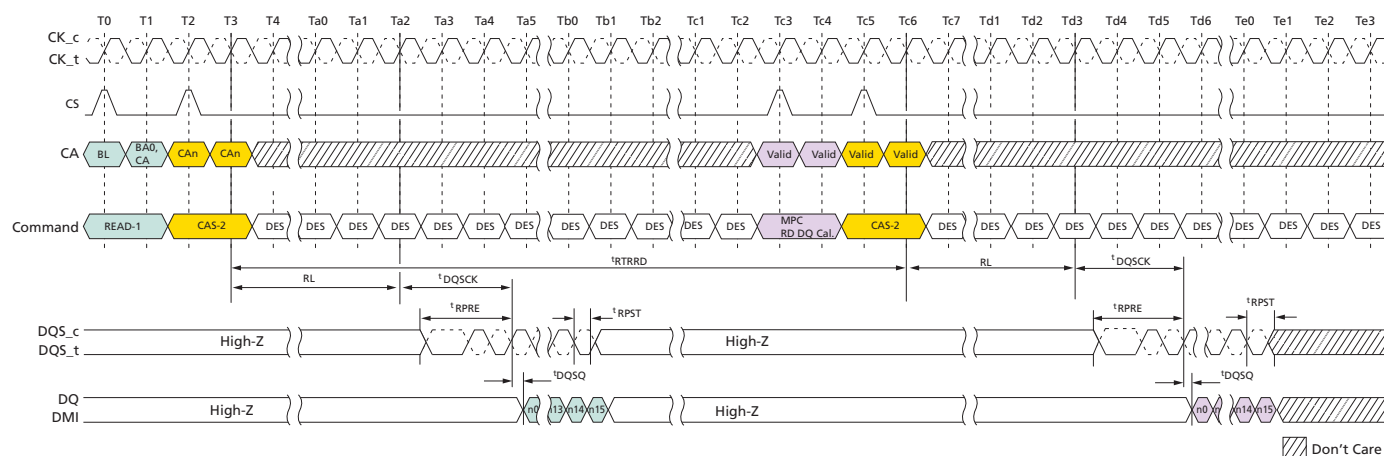 T0 T1 T2 T3 T4 Ta0 Ta1 Ta2 Ta3 Ta4 Ta5 Tb0 Tb1 Tb2 Tc1 Tc2 Tc3 Tc4 Tc5 Tc6 Tc7 Td1 Td2 Td3 Td4 Td5 Td6 Te0 Te1 Te2 Te3
CK_c
CK_t
CS
CA BL BA0, CA CAn CAn Valid Valid Valid Valid
Command READ-1 CAS-2 DES DES DES DES DES DES DES DES DES DES DES DES MPC RD DQ Cal. CAS-2 DES DES DES DES DES DES DES DES DES DES DES
tRTRRD
RL tDQSCK RL tDQSCK
tRPRE tRPST tRPRE tRPST
DQS_c
DQS_t
High-Z High-Z
tDQSQ tDQSQ
DQ
DMI
High-Z n0 n13 n14 n15 High-Z n0 n n14 n15
Don't Care